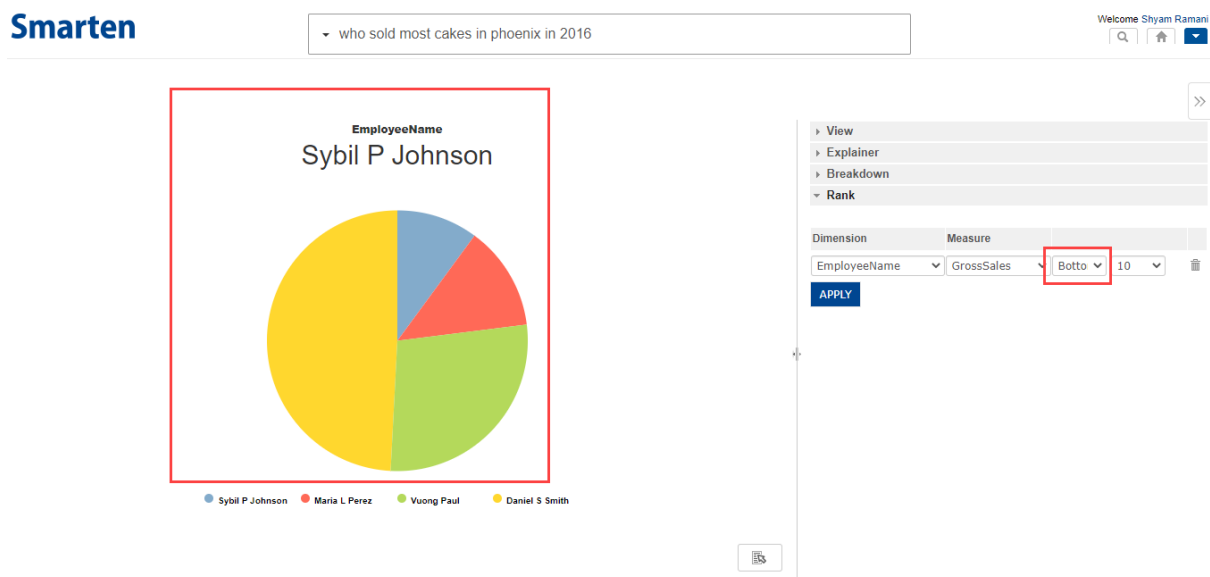 Smarten
who sold most cakes in phoenix in 2016
Welcome Shyam Ramani
EmployeeName
Sybil P Johnson
Sybil P Johnson
Maria L Perez
Vuong Paul
Daniel S Smith
View
Explainer
Breakdown
Rank
Dimension Measure
EmployeeName GrossSales Botto 10
APPLY